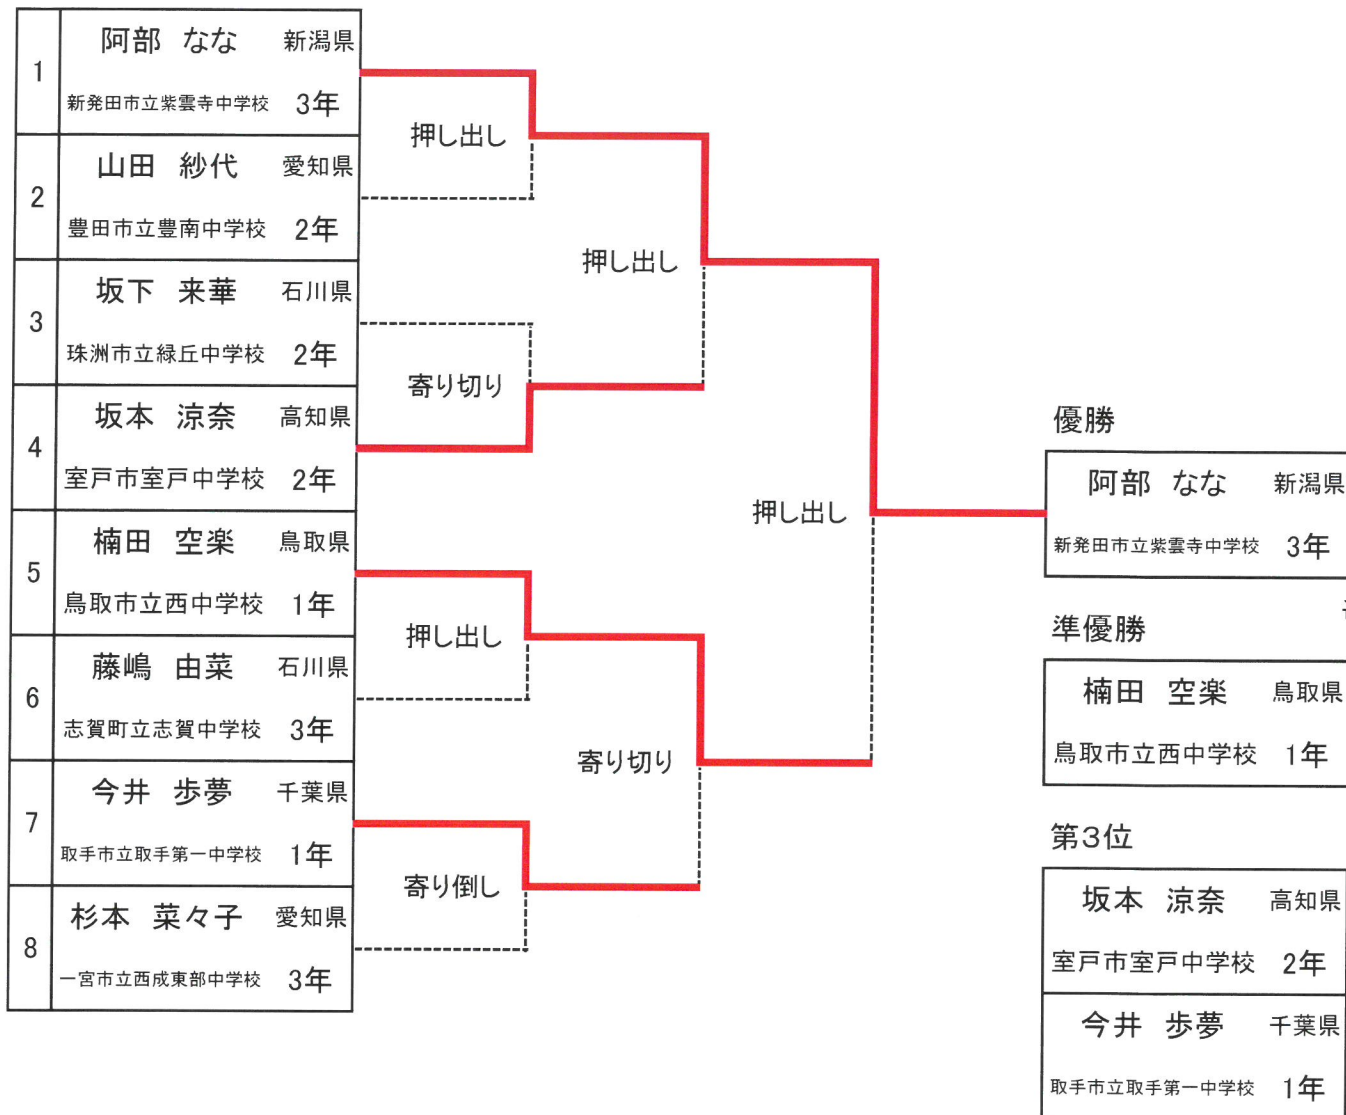 1
阿部 なな 新潟県
新発田市立紫雲寺中学校 3年
2
山田 紗代 愛知県
豊田市立豊南中学校 2年
3
坂下 来華 石川県
珠洲市立緑丘中学校 2年
4
坂本 涼奈 高知県
室戸市室戸中学校 2年
5
楠田 空楽 鳥取県
鳥取市立西中学校 1年
6
藤嶋 由菜 石川県
志賀町立志賀中学校 3年
7
今井 歩夢 千葉県
取手市立取手第一中学校 1年
8
杉本 菜々子 愛知県
一宮市立西成東部中学校 3年
押し出し
寄り切り
押し出し
寄り倒し
押し出し
寄り切り
押し出し
優勝
阿部 なな 新潟県
新発田市立紫雲寺中学校 3年
準優勝
楠田 空楽 鳥取県
鳥取市立西中学校 1年
第3位
坂本 涼奈 高知県
室戸市室戸中学校 2年
今井 歩夢 千葉県
取手市立取手第一中学校 1年